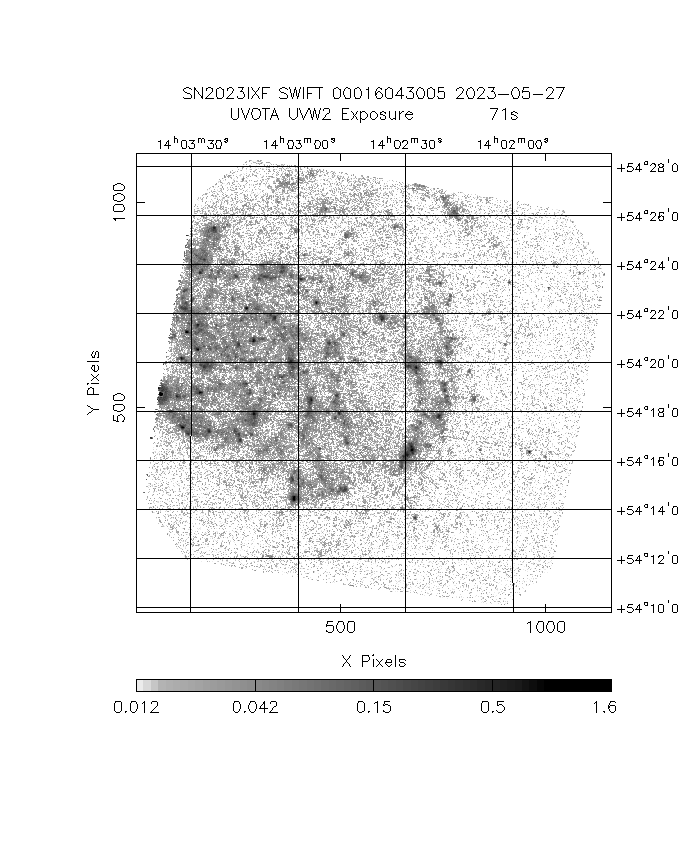 SN2023IXF SWIFT 00016043005 2023-05-27
UVOTA UVW2 Exposure 71s
14ʰ03ᵐ30ˢ 14ʰ03ᵐ00ˢ 14ʰ02ᵐ30ˢ 14ʰ02ᵐ00ˢ
+54°28'0
1000
+54°26'0
+54°24'0
+54°22'0
+54°20'0
Y Pixels
500
+54°18'0
+54°16'0
+54°14'0
+54°12'0
+54°10'0
500 1000
X Pixels
0.012 0.042 0.15 0.5 1.6